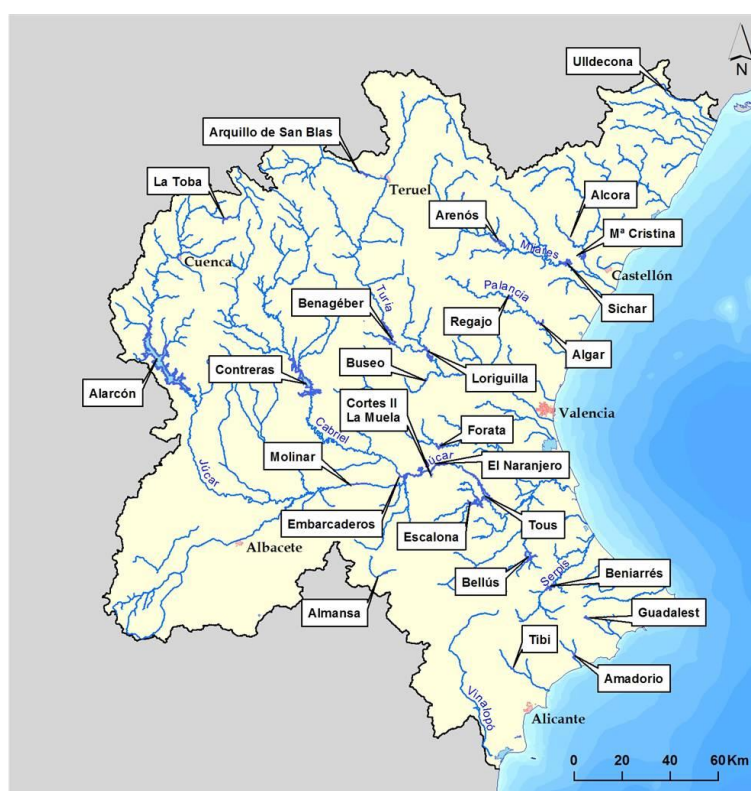 Ulldecona
N
Arquillo de San Blas
La Toba
Teruel
Alcora
Arenós
Mª Cristina
Mijares
Cuenca
Castellón
Turia
Palancia
Benagéber
Sichar
Regajo
Algar
Buseo
Loriguilla
Contreras
Alarcón
Cortes II
La Muela
Valencia
Cabriel
Forata
Molinar
Júcar
Júcar
El Naranjero
Embarcaderos
Tous
Escalona
Albacete
Bellús
Serpis
Beniarrés
Almansa
Guadalest
Tibi
Amadorio
Vinalopó
Alicante
0 20 40 60 Km